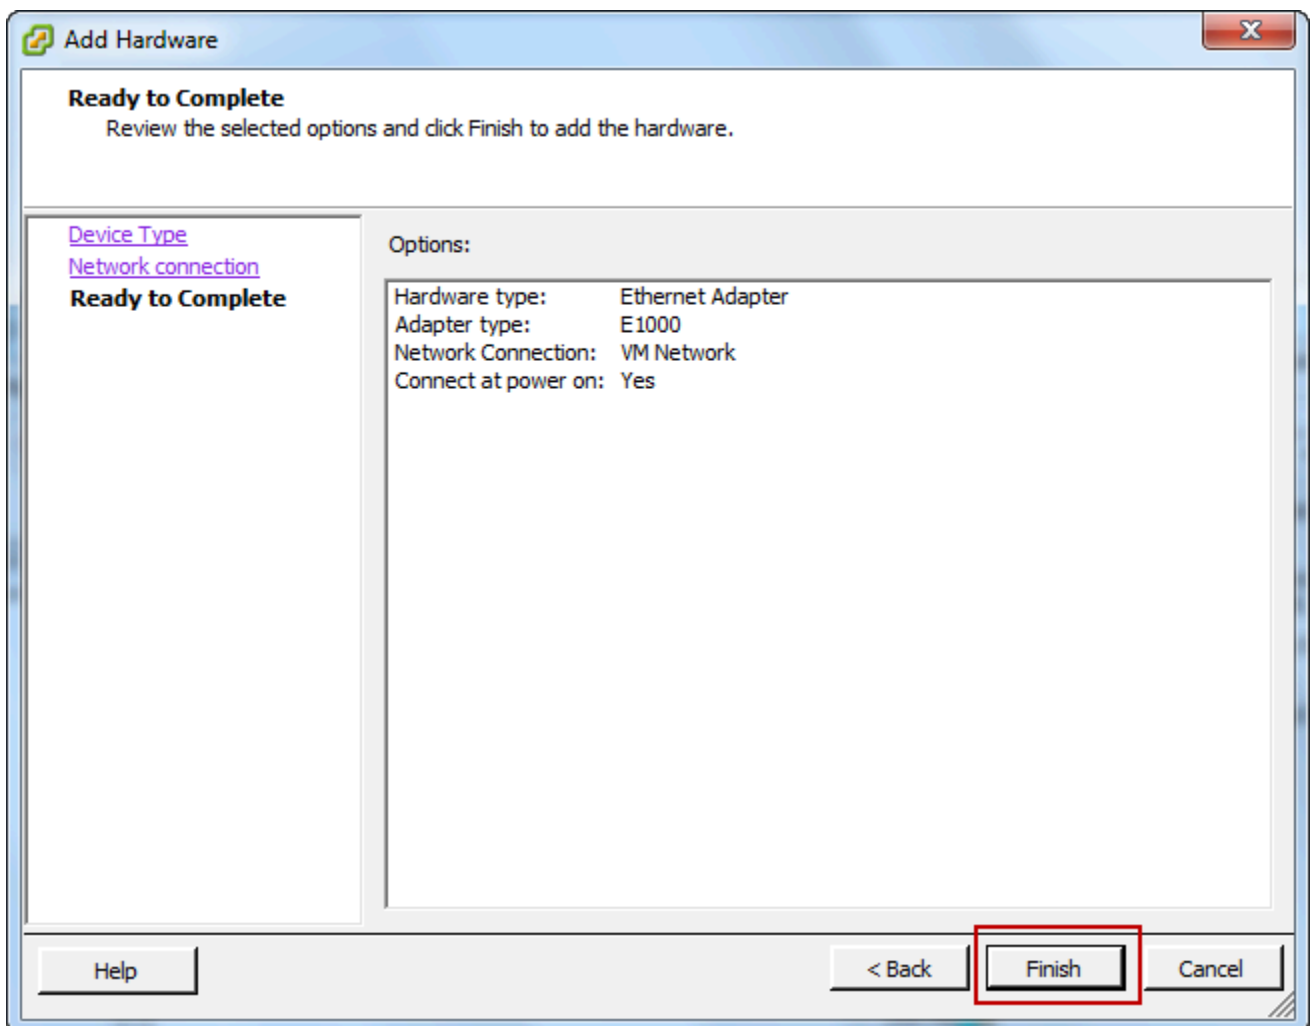 Add Hardware
Ready to Complete
Review the selected options and click Finish to add the hardware.
Device Type
Network connection
Ready to Complete
Options:
Hardware type: Ethernet Adapter
Adapter type: E1000
Network Connection: VM Network
Connect at power on: Yes
Help
< Back
Finish
Cancel